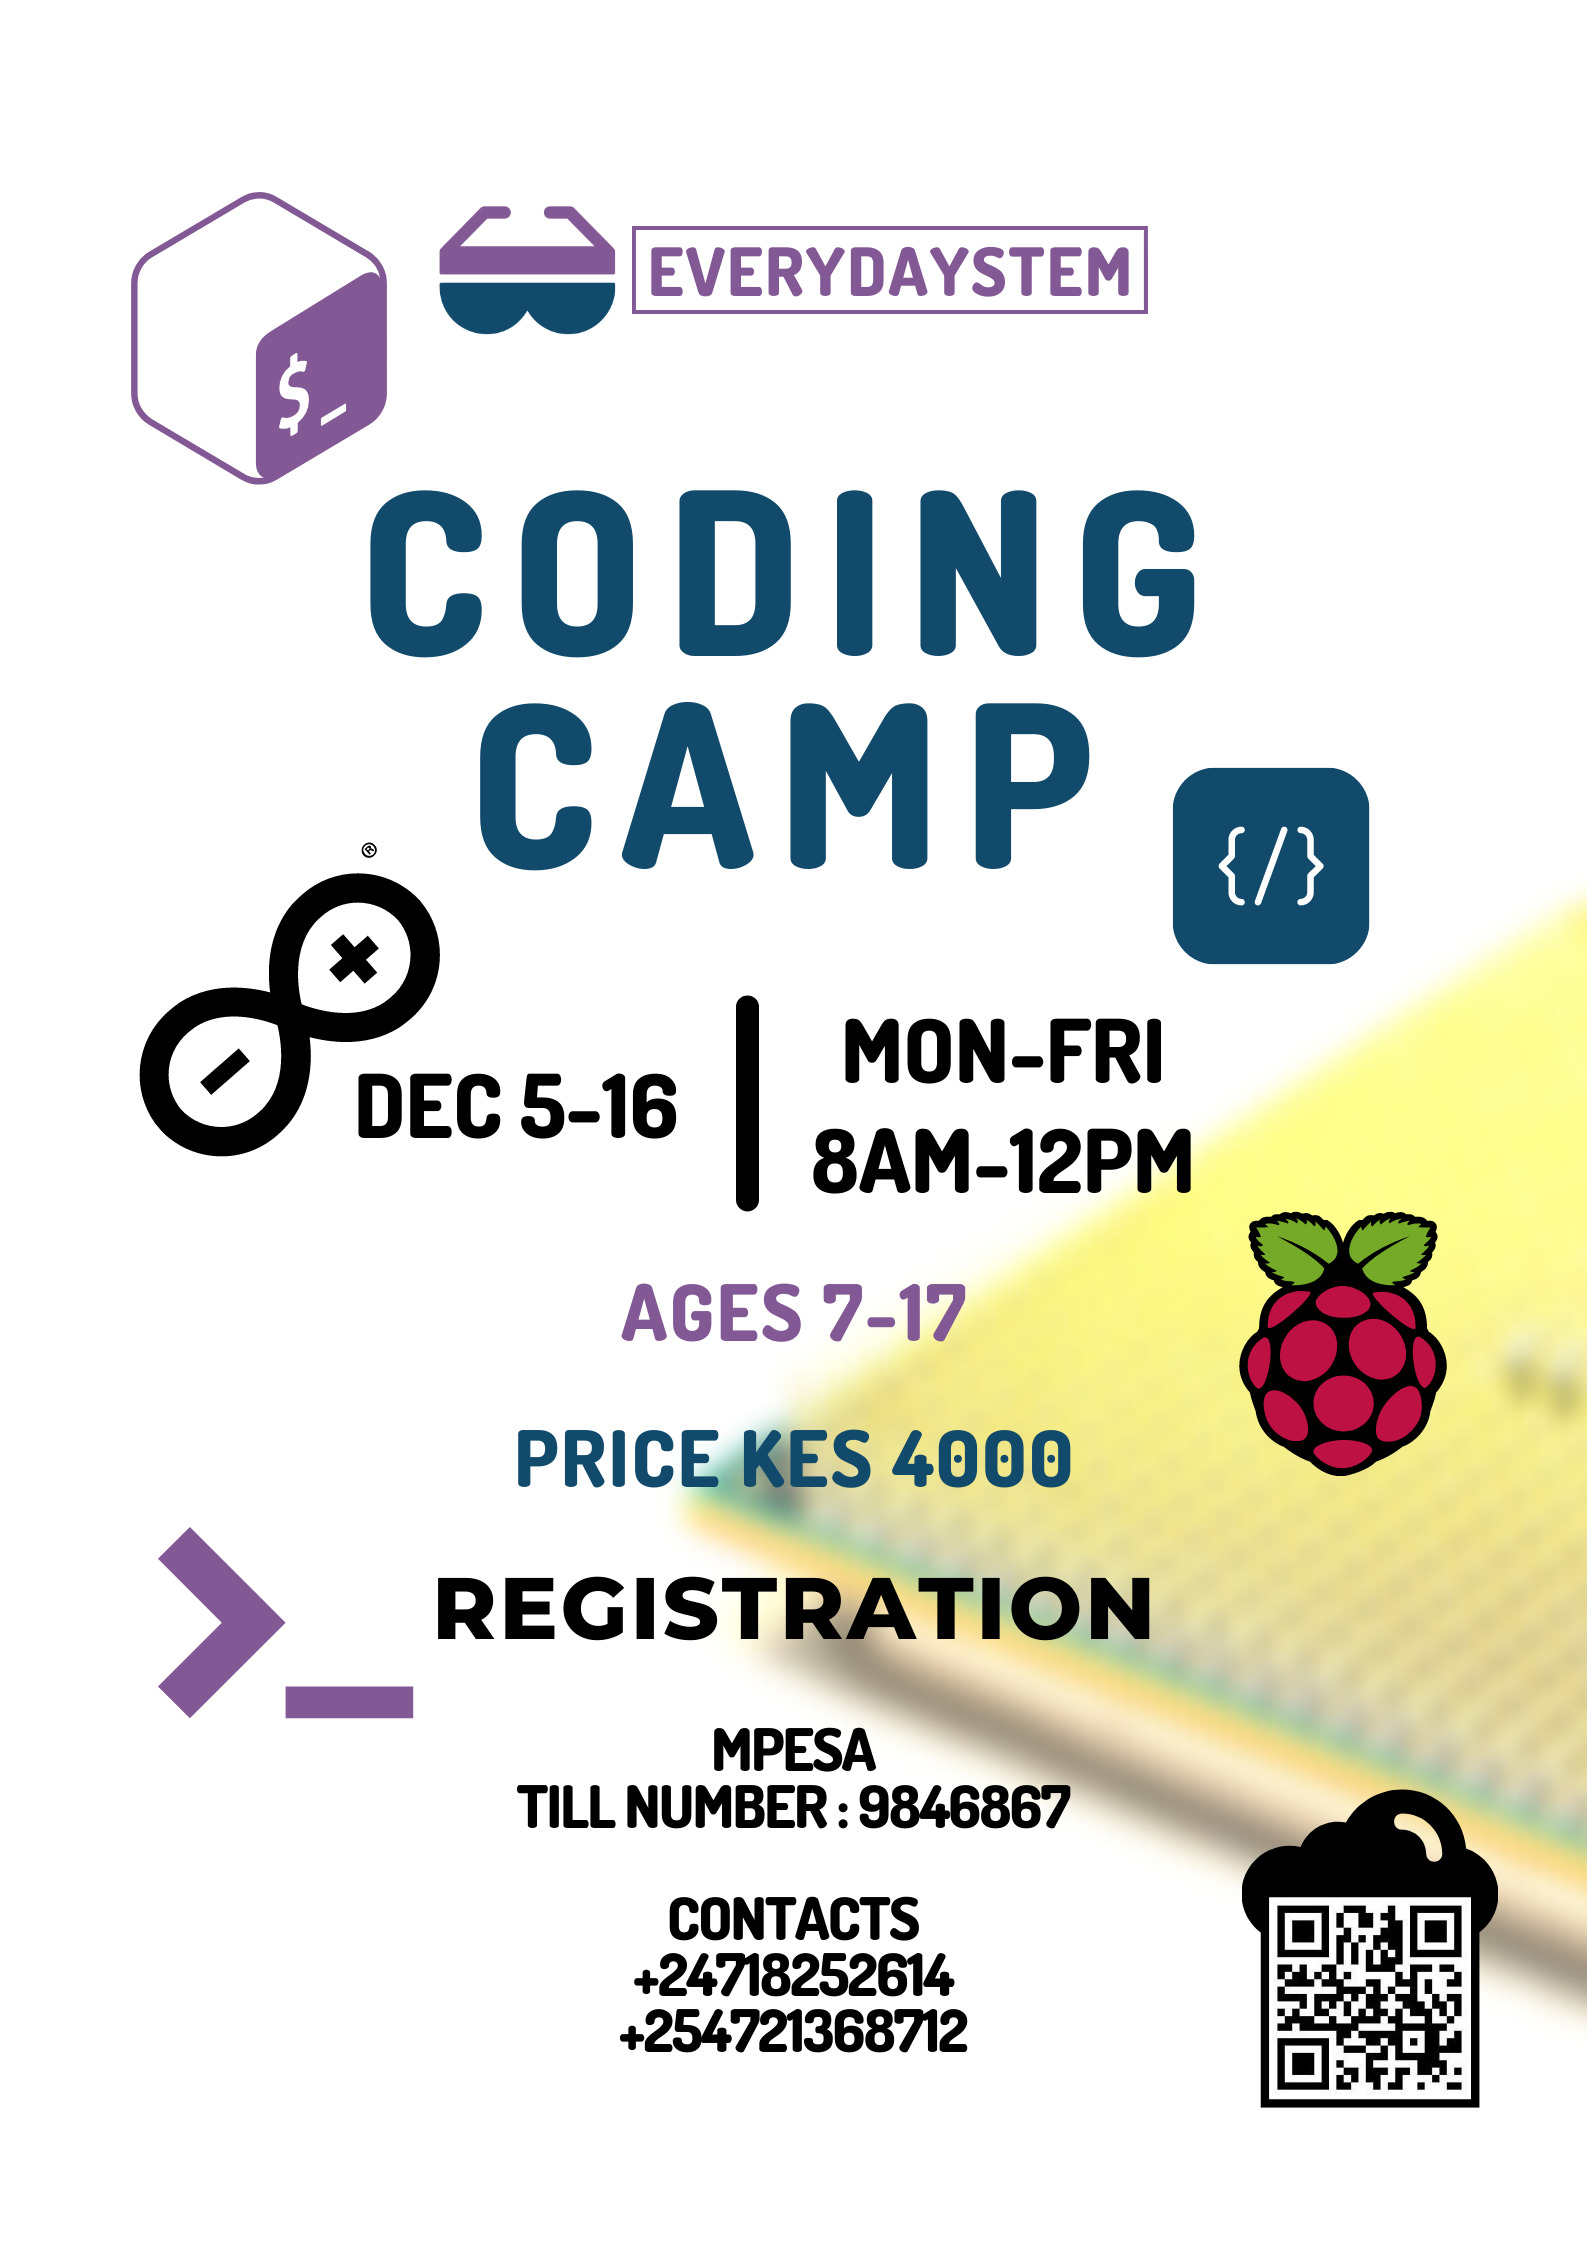 $_
EVERYDAYSTEM
CODING
CAMP
{/}
®
DEC 5-16
MON-FRI
8AM-12PM
AGES 7-17
PRICE KES 4000
REGISTRATION
MPESA
TILL NUMBER : 9846867
CONTACTS
+24718252614
+254721368712